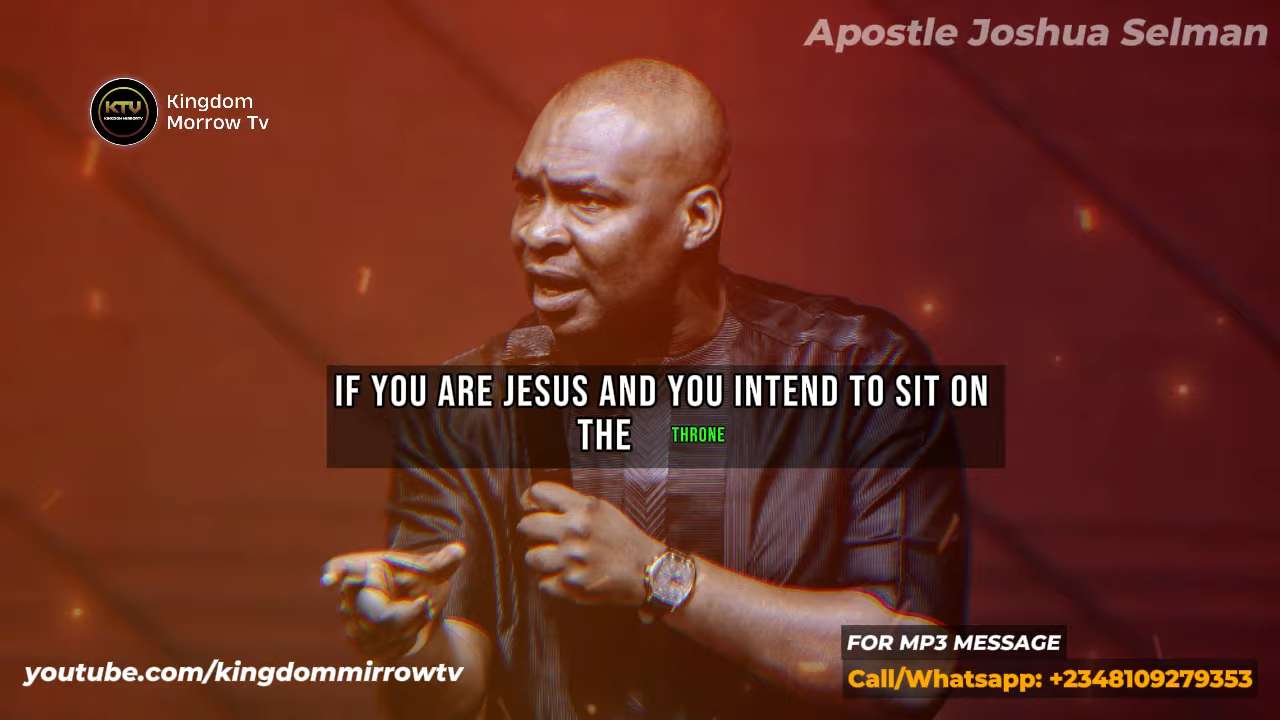 Apostle Joshua Selman
KTV
Kingdom
Morrow Tv
IF YOU ARE JESUS AND YOU INTEND TO SIT ON
THE THRONE
FOR MP3 MESSAGE
youtube.com/kingdommirrowtv
Call/Whatsapp: +2348109279353